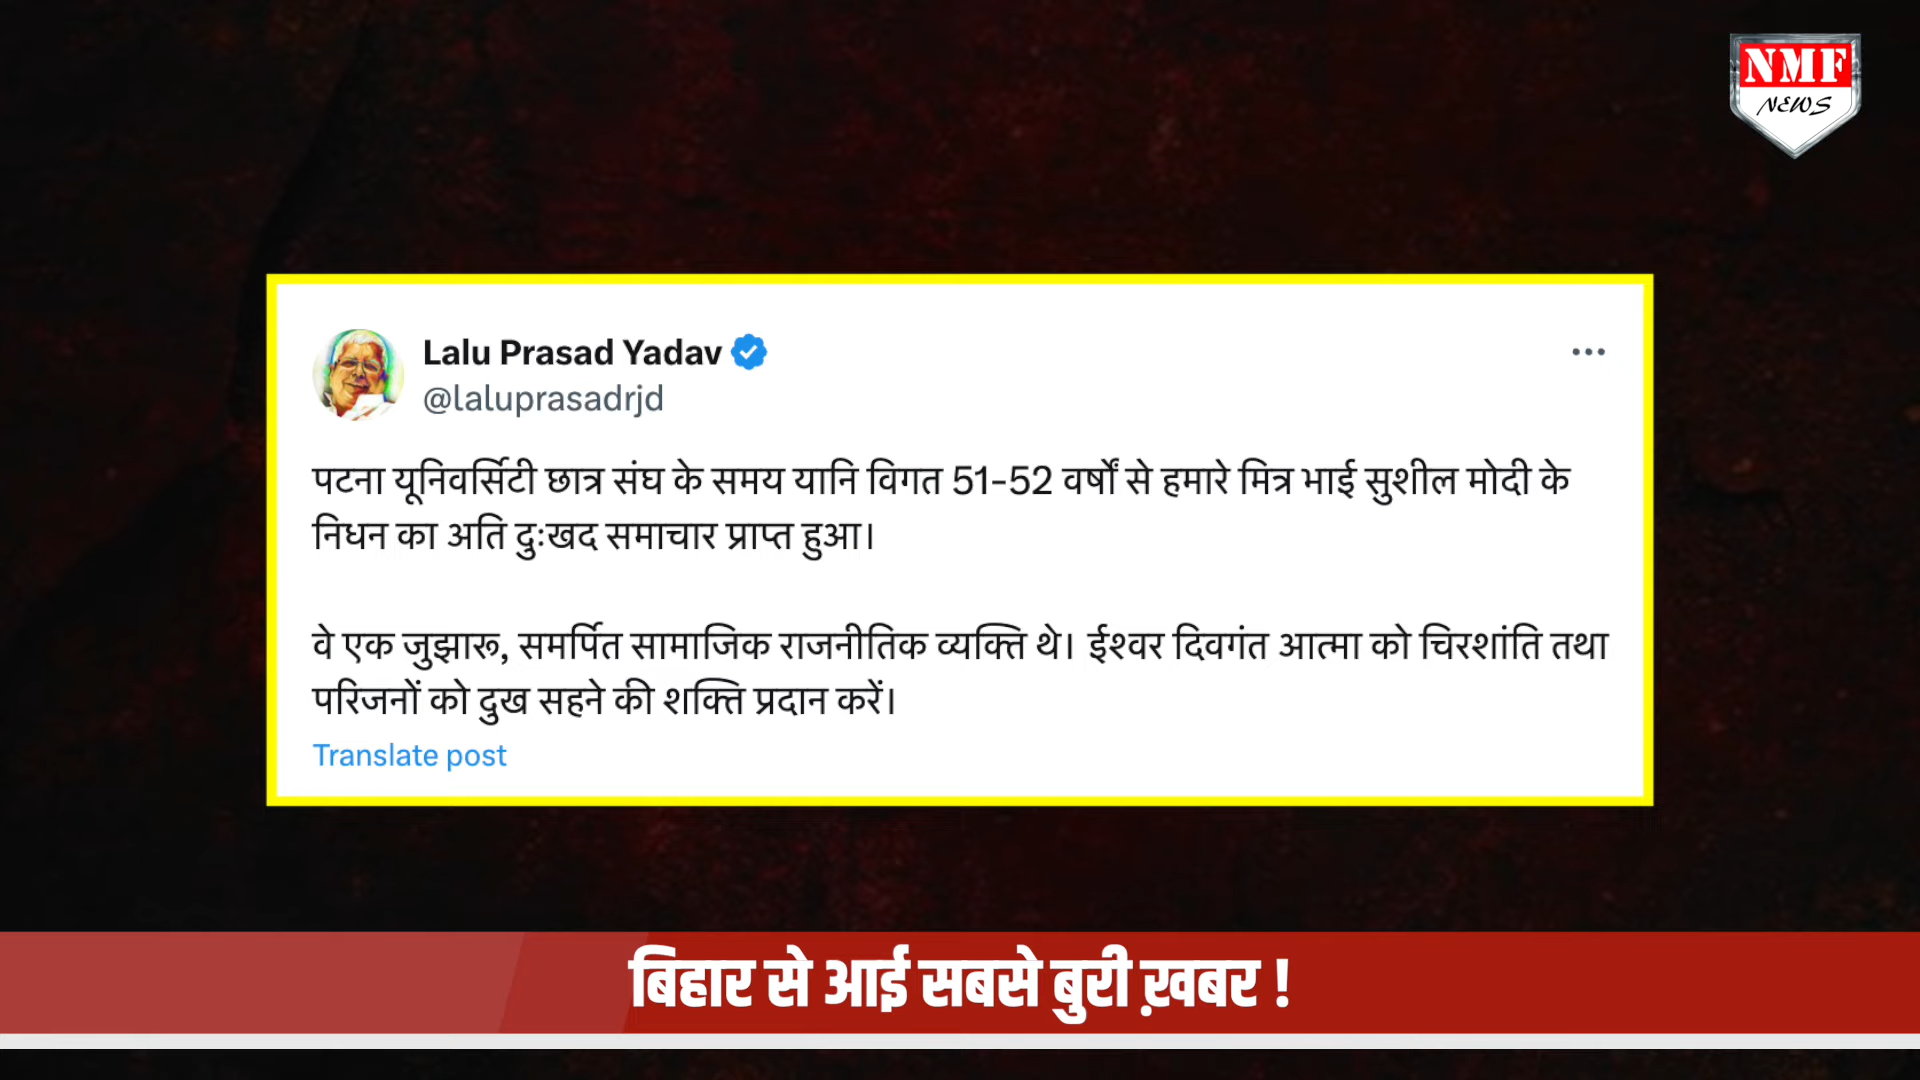 NMF
NEWS
Lalu Prasad Yadav
@laluprasadrjd
पटना यूनिवर्सिटी छात्र संघ के समय यानि विगत 51-52 वर्षों से हमारे मित्र भाई सुशील मोदी के
निधन का अति दुःखद समाचार प्राप्त हुआ।
वे एक जुझारू, समर्पित सामाजिक राजनीतिक व्यक्ति थे। ईश्वर दिवगंत आत्मा को चिरशांति तथा
परिजनों को दुख सहने की शक्ति प्रदान करें।
Translate post
बिहार से आई सबसे बुरी ख़बर !